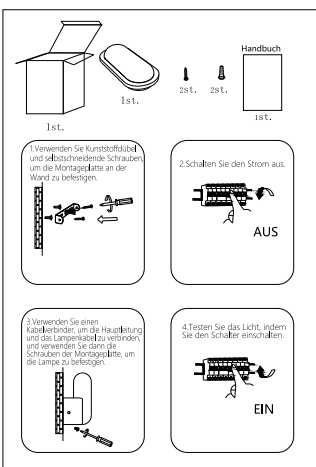 Handbuch
1st.
2st.
2st.
1st.
1st.
1.Verwenden Sie Kunststoffdübel
und selbstschneidende Schrauben,
um die Montageplatte an der
Wand zu befestigen.
2.Schalten Sie den Strom aus.
AUS
3.Verwenden Sie einen
Kabelverbinder, um die Hauptleitung
und das Lampenkabel zu verbinden,
und verwenden Sie dann die
Schrauben der Montageplatte, um
die Lampe zu befestigen.
4.Testen Sie das Licht, indem
Sie den Schalter einschalten.
EIN